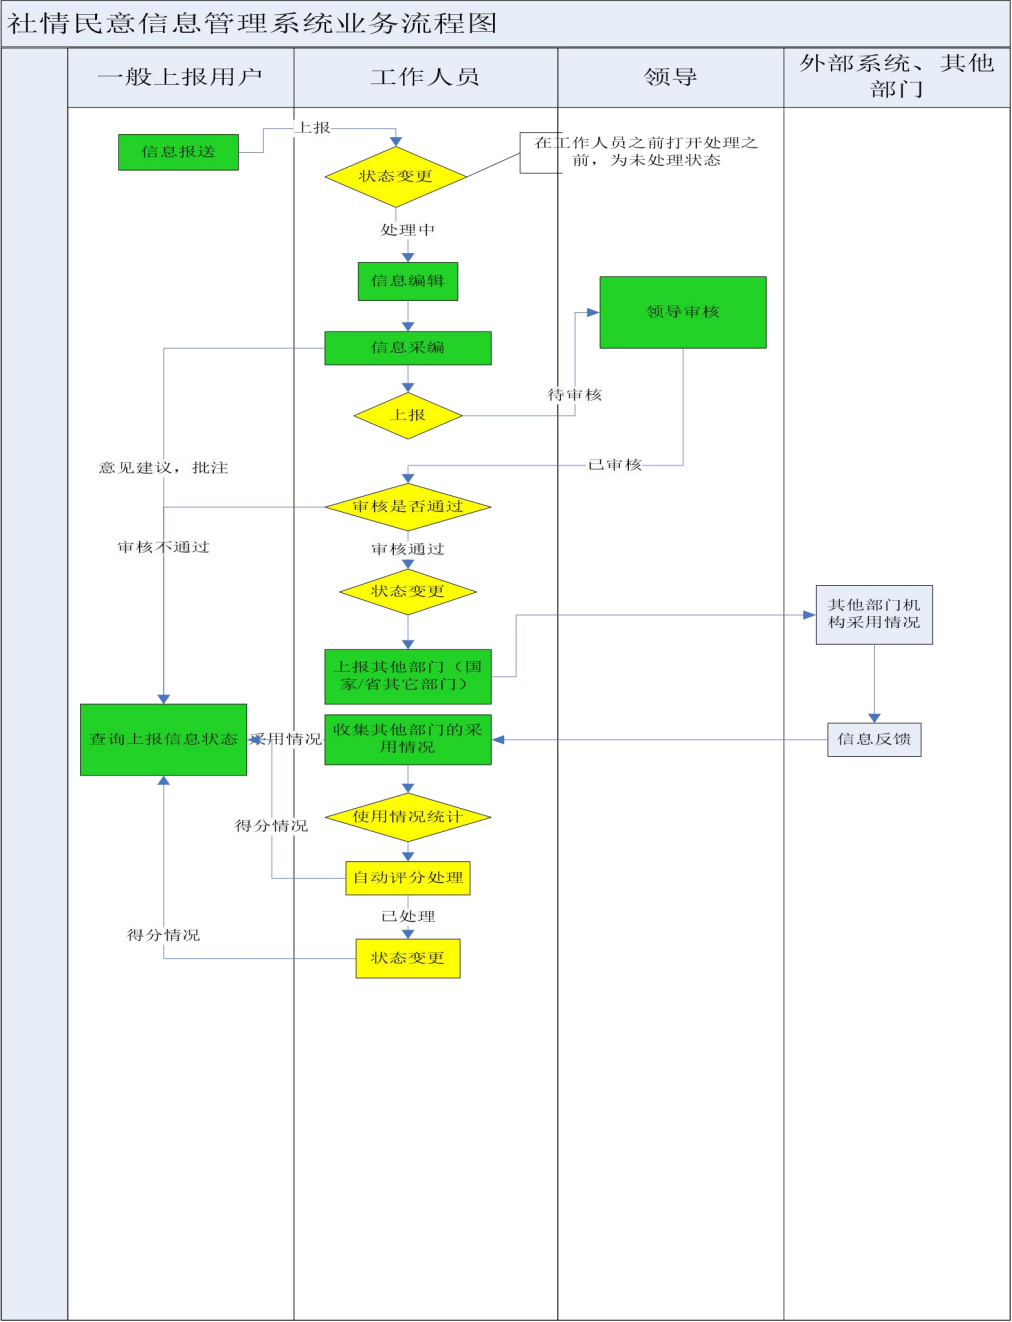 社情民意信息管理系统业务流程图
一般上报用户
工作人员
领导
外部系统、其他
部门
信息报送
上报
状态变更
在工作人员之前打开处理之
前，为未处理状态
处理中
信息编辑
领导审核
信息采编
待审核
上报
已审核
意见建议，批注
审核是否通过
审核不通过
审核通过
状态变更
其他部门机
构采用情况
上报其他部门（国
家/省其它部门）
查询上报信息状态
采用情况
收集其他部门的采
用情况
信息反馈
使用情况统计
得分情况
自动评分处理
已处理
得分情况
状态变更